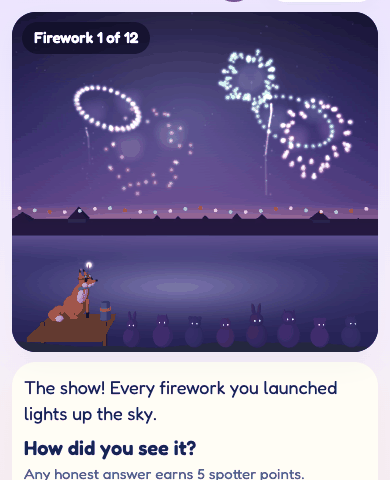 Firework 1 of 12
The show! Every firework you launched
lights up the sky.
How did you see it?
Any honest answer earns 5 spotter points.